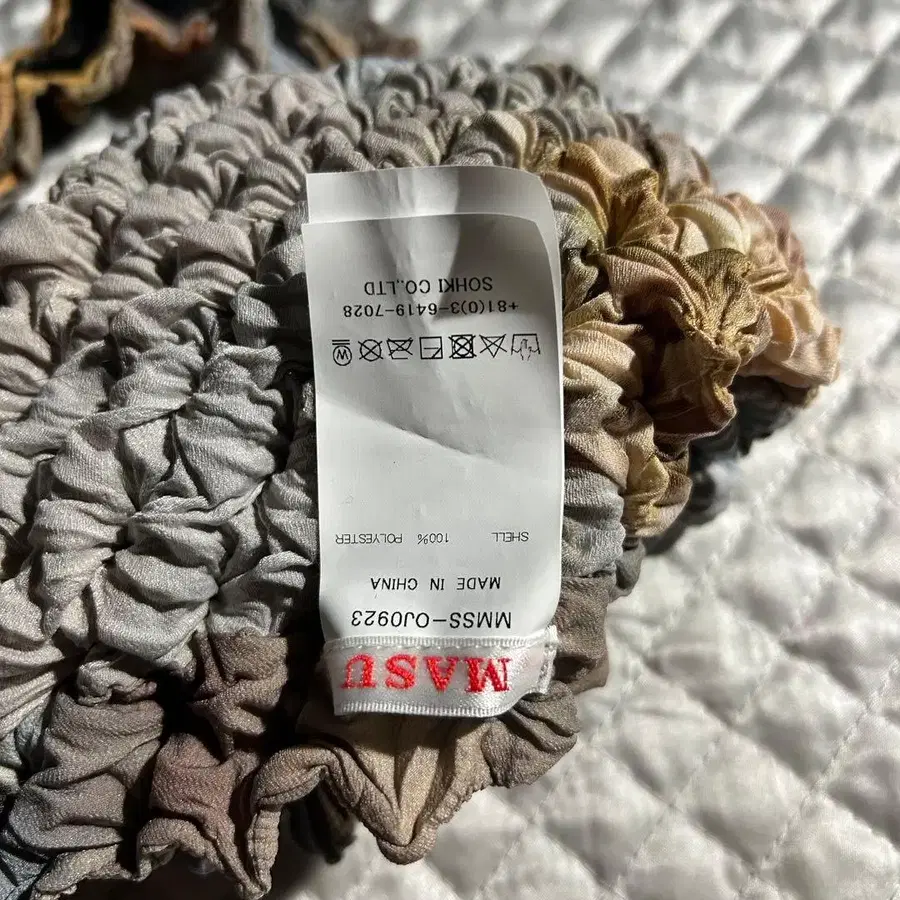 MASU
MMSS-OJ0923
MADE IN CHINA
SHELL 100% POLYESTER
+81(0)3-6419-7028
SOHKI CO.,LTD